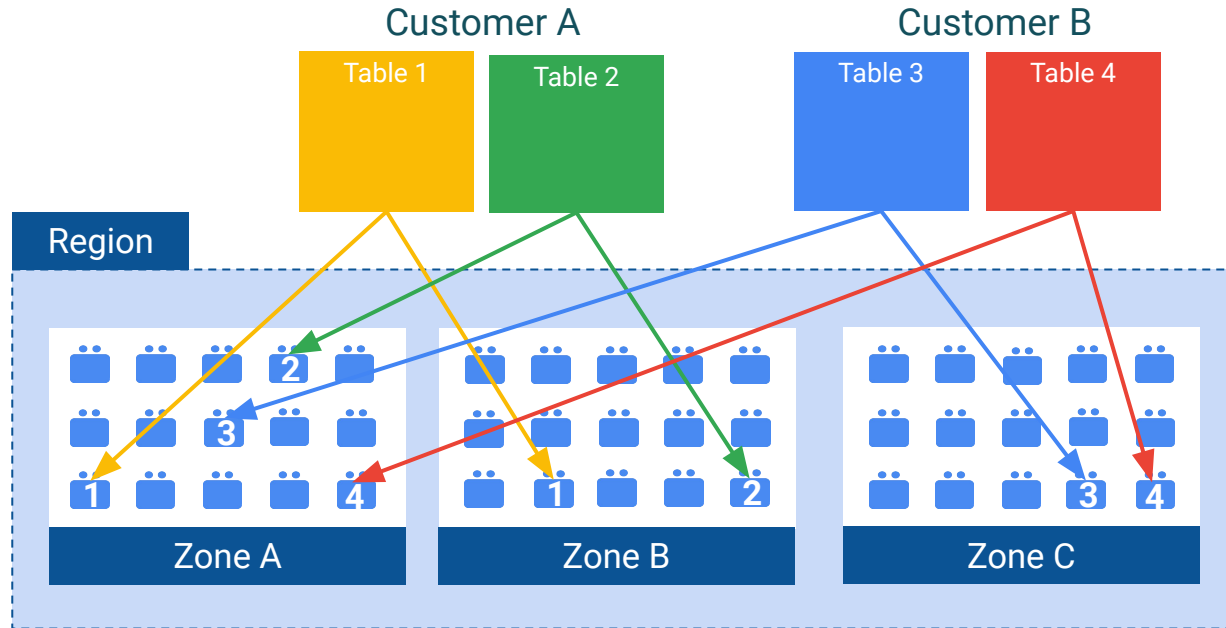 Customer A
Customer B
Table 1
Table 2
Table 3
Table 4
Region
2
3
1
4
1
2
3
4
Zone A
Zone B
Zone C